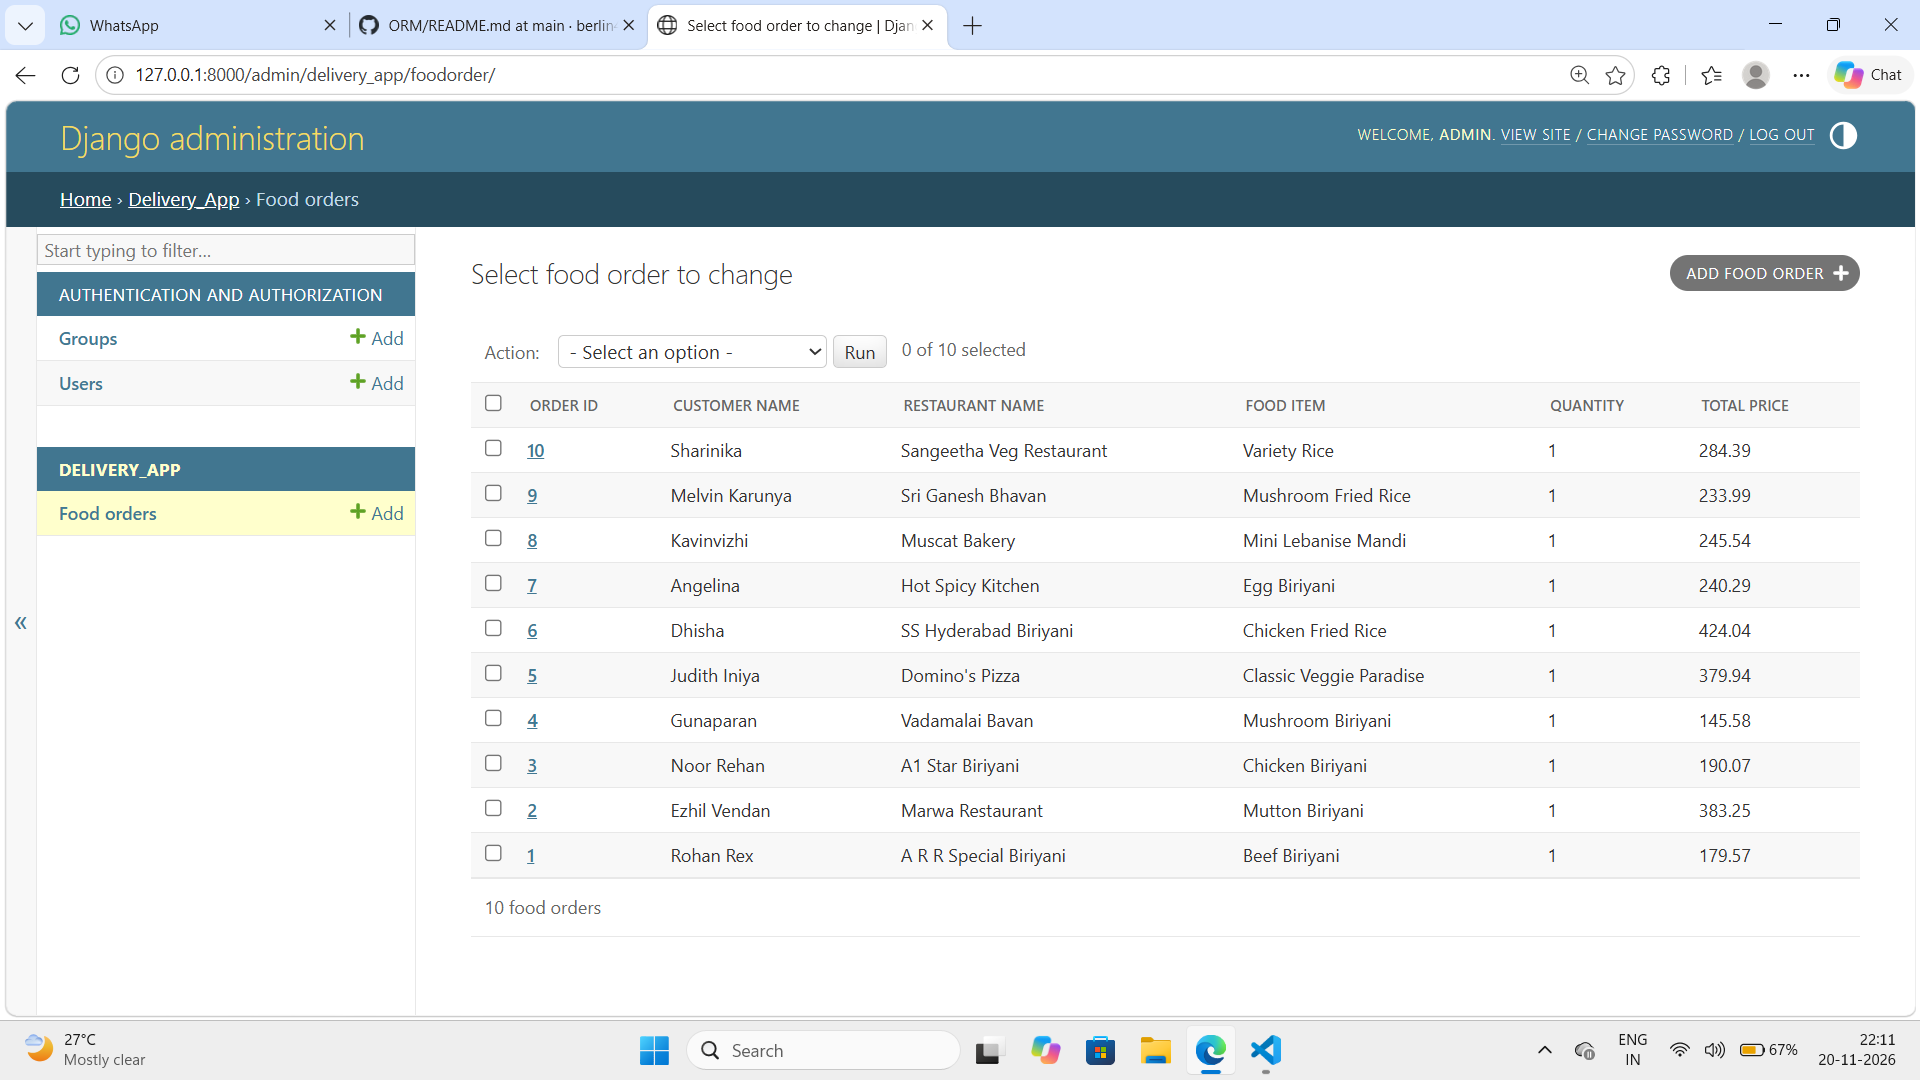 WhatsApp
ORM/README.md at main · berlin
Select food order to change | Djan
127.0.0.1:8000/admin/delivery_app/foodorder/
Chat
Django administration
WELCOME, ADMIN. VIEW SITE / CHANGE PASSWORD / LOG OUT
Home › Delivery_App › Food orders
Start typing to filter...
AUTHENTICATION AND AUTHORIZATION
Groups + Add
Users + Add
DELIVERY_APP
Food orders + Add
«
Select food order to change
ADD FOOD ORDER +
Action: - Select an option - Run 0 of 10 selected
ORDER ID CUSTOMER NAME RESTAURANT NAME FOOD ITEM QUANTITY TOTAL PRICE
10 Sharinika Sangeetha Veg Restaurant Variety Rice 1 284.39
9 Melvin Karunya Sri Ganesh Bhavan Mushroom Fried Rice 1 233.99
8 Kavinvizhi Muscat Bakery Mini Lebanise Mandi 1 245.54
7 Angelina Hot Spicy Kitchen Egg Biriyani 1 240.29
6 Dhisha SS Hyderabad Biriyani Chicken Fried Rice 1 424.04
5 Judith Iniya Domino's Pizza Classic Veggie Paradise 1 379.94
4 Gunaparan Vadamalai Bavan Mushroom Biriyani 1 145.58
3 Noor Rehan A1 Star Biriyani Chicken Biriyani 1 190.07
2 Ezhil Vendan Marwa Restaurant Mutton Biriyani 1 383.25
1 Rohan Rex A R R Special Biriyani Beef Biriyani 1 179.57
10 food orders
27°C
Mostly clear
Search
ENG
IN
67%
22:11
20-11-2026